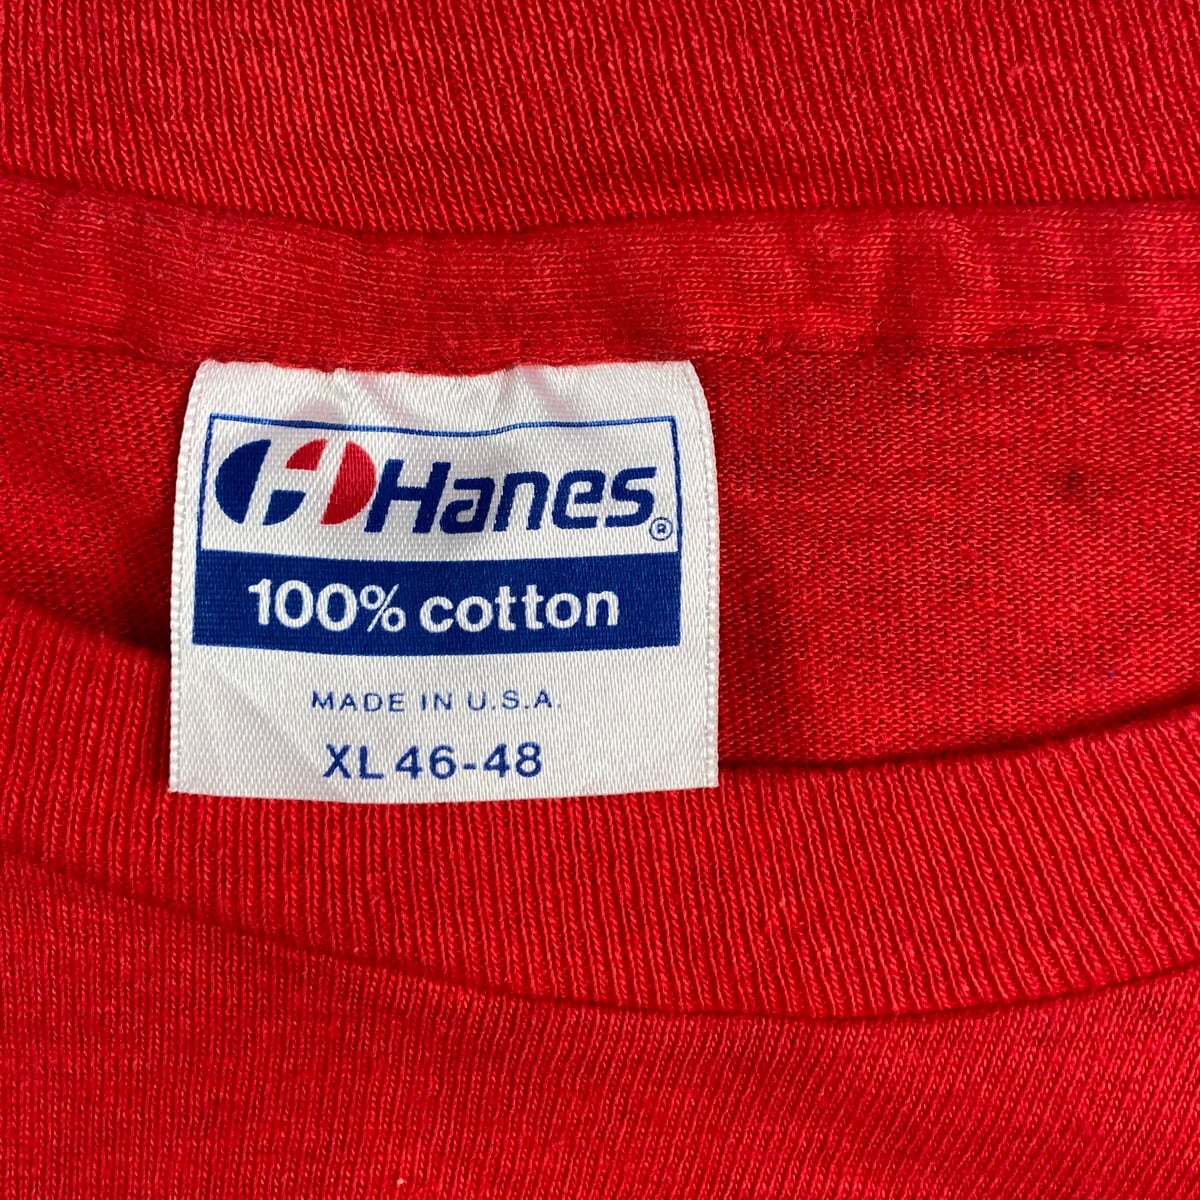 Hanes®
100% cotton
MADE IN U.S.A.
XL 46-48